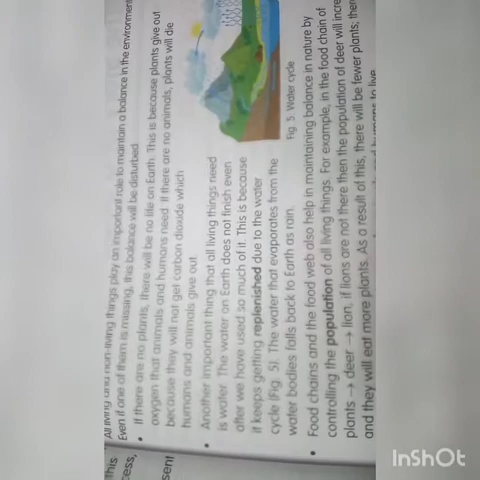 All living and non-living things play an important role to maintain a balance in the environment
Even if one of them is missing, this balance will be disturbed
• If there are no plants, there will be no life on Earth. This is because plants give out
oxygen that animals and humans need. If there are no animals, plants will die
because they will not get carbon dioxide which
humans and animals give out.
• Another important thing that all living things need
is water. The water on Earth does not finish even
after we have used so much of it. This is because
it keeps getting replenished due to the water
cycle (Fig. 5). The water that evaporates from the
water bodies falls back to Earth as rain.
Fig. 5. Water cycle
• Food chains and the food web also help in maintaining balance in nature by
controlling the population of all living things. For example, in the food chain of
plants → deer → lion, if lions are not there then the population of deer will incre
and they will eat more plants. As a result of this, there will be fewer plants; ther
and humans to live
This
cess,
sent
InShOt